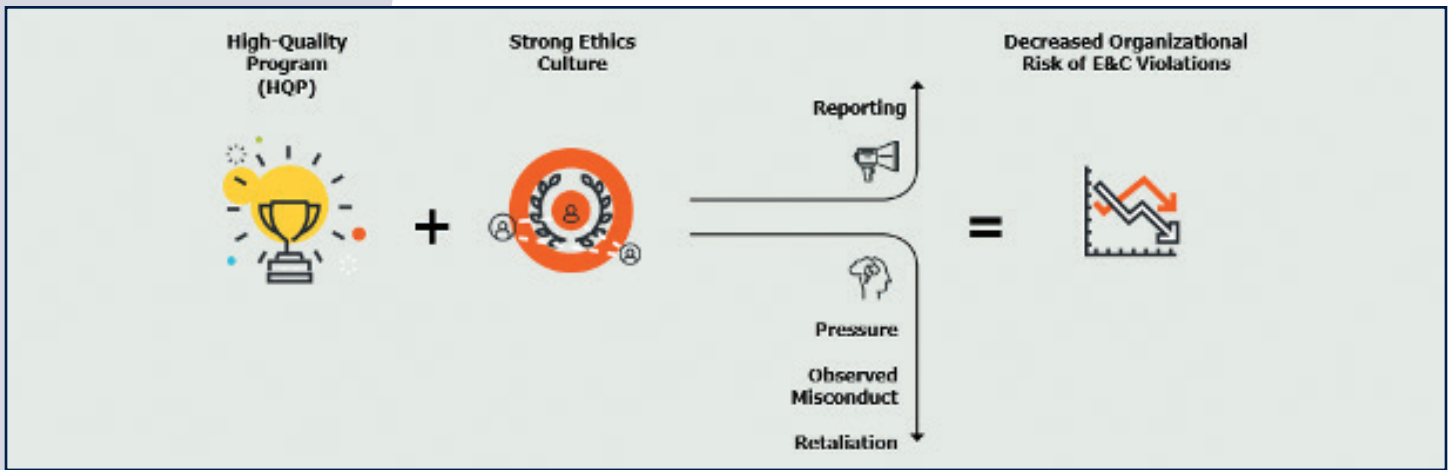 High-Quality
Program
(HQP)
Strong Ethics
Culture
Decreased Organizational
Risk of E&C Violations
Reporting
+
=
Pressure
Observed
Misconduct
Retaliation